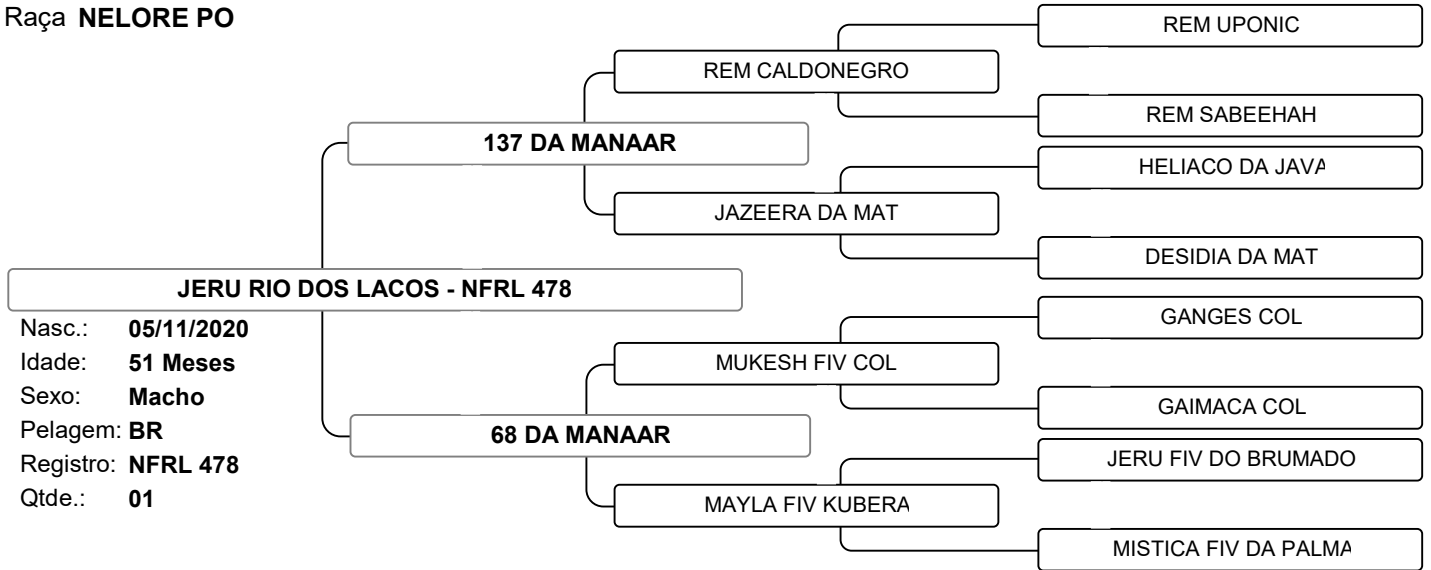 Raça NELORE PO
REM UPONIC
REM CALDONEGRO
REM SABEEHAH
137 DA MANAAR
HELIACO DA JAVA
JAZEERA DA MAT
DESIDIA DA MAT
JERU RIO DOS LACOS - NFRL 478
GANGES COL
Nasc.: 05/11/2020
Idade: 51 Meses
MUKESH FIV COL
Sexo: Macho
GAIMACA COL
Pelagem: BR
68 DA MANAAR
Registro: NFRL 478
JERU FIV DO BRUMADO
Qtde.: 01
MAYLA FIV KUBERA
MISTICA FIV DA PALMA